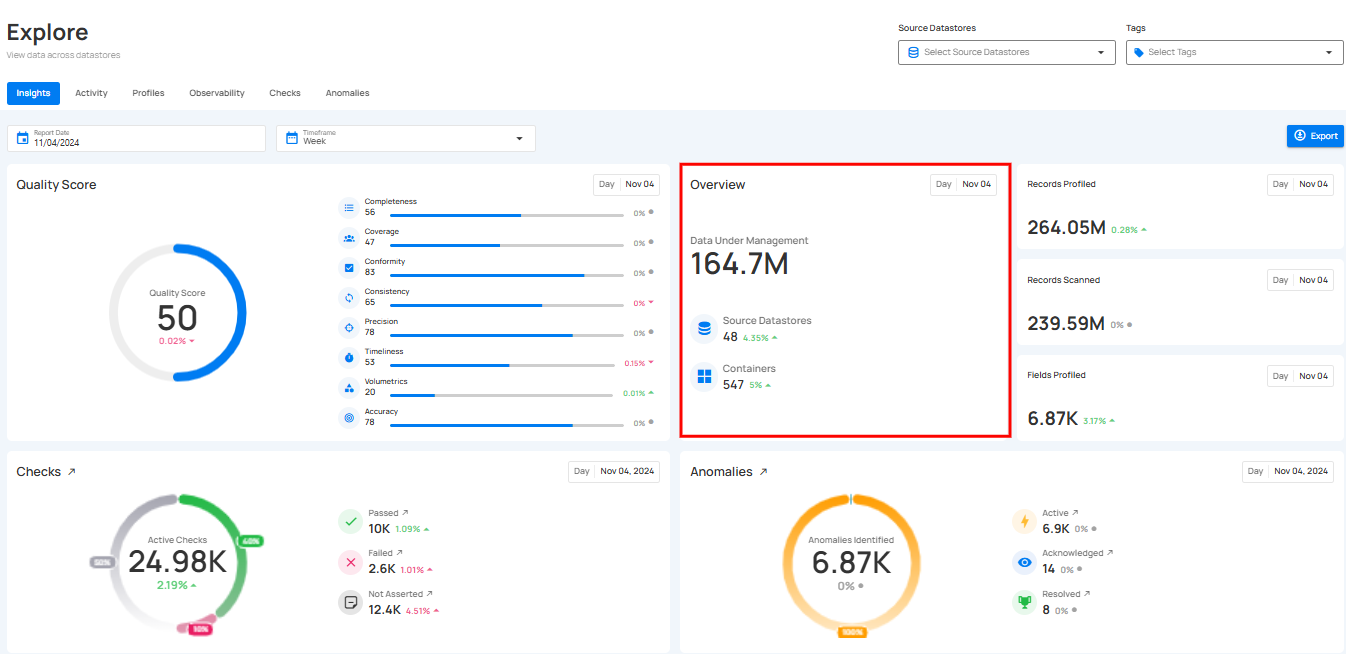 Explore
View data across datastores
Source Datastores
Select Source Datastores
Tags
Select Tags
Insights Activity Profiles Observability Checks Anomalies
Report Date
11/04/2024
Timeframe
Week
Export
Quality Score
Day Nov 04
Quality Score
50
0.02%
Completeness
56 0%
Coverage
47 0%
Conformity
83 0%
Consistency
65 0%
Precision
78 0%
Timeliness
53 0.15%
Volumetrics
20 0.01%
Accuracy
78 0%
Overview
Day Nov 04
Data Under Management
164.7M
Source Datastores
48 4.35%
Containers
547 5%
Records Profiled
Day Nov 04
264.05M 0.28%
Records Scanned
Day Nov 04
239.59M 0%
Fields Profiled
Day Nov 04
6.87K 3.17%
Checks
Day Nov 04, 2024
Active Checks
24.98K
2.19%
40%
50%
10%
Passed
10K 1.09%
Failed
2.6K 1.01%
Not Asserted
12.4K 4.51%
Anomalies
Day Nov 04, 2024
Anomalies Identified
6.87K
0%
100%
Active
6.9K 0%
Acknowledged
14 0%
Resolved
8 0%